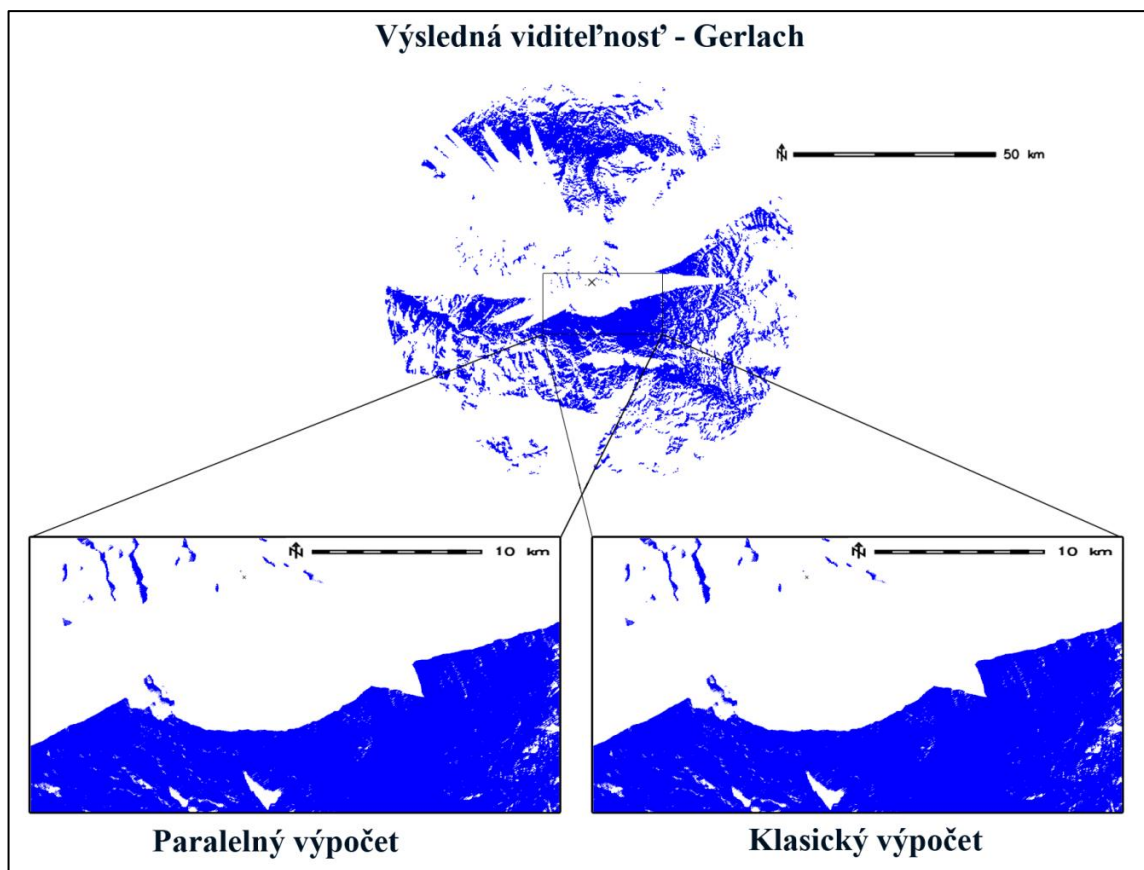 Výsledná viditeľnosť - Gerlach
N 50 km
N 10 km
N 10 km
Paralelný výpočet
Klasický výpočet